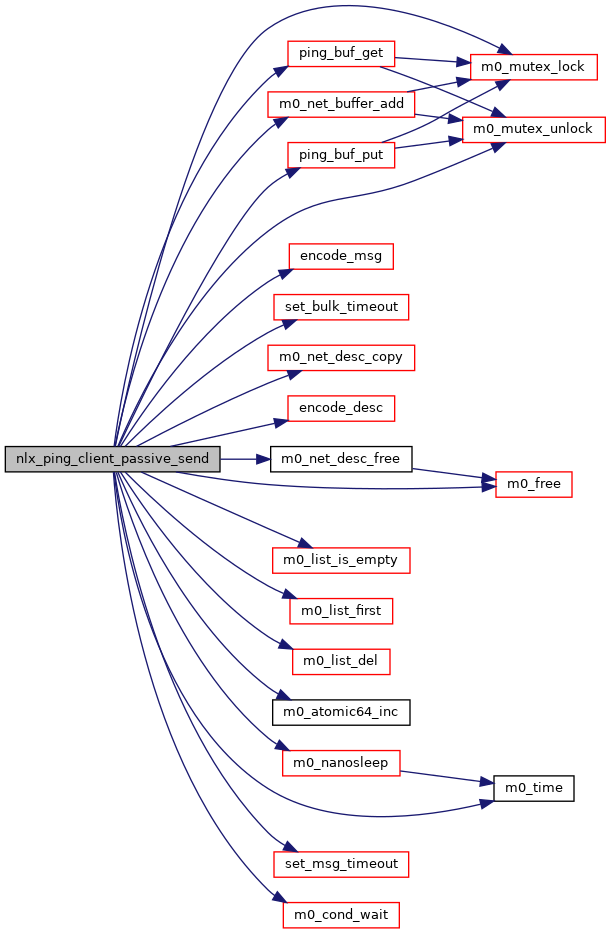 ping_buf_get
m0_mutex_lock
m0_net_buffer_add
m0_mutex_unlock
ping_buf_put
encode_msg
set_bulk_timeout
m0_net_desc_copy
encode_desc
nlx_ping_client_passive_send
m0_net_desc_free
m0_free
m0_list_is_empty
m0_list_first
m0_list_del
m0_atomic64_inc
m0_nanosleep
m0_time
set_msg_timeout
m0_cond_wait